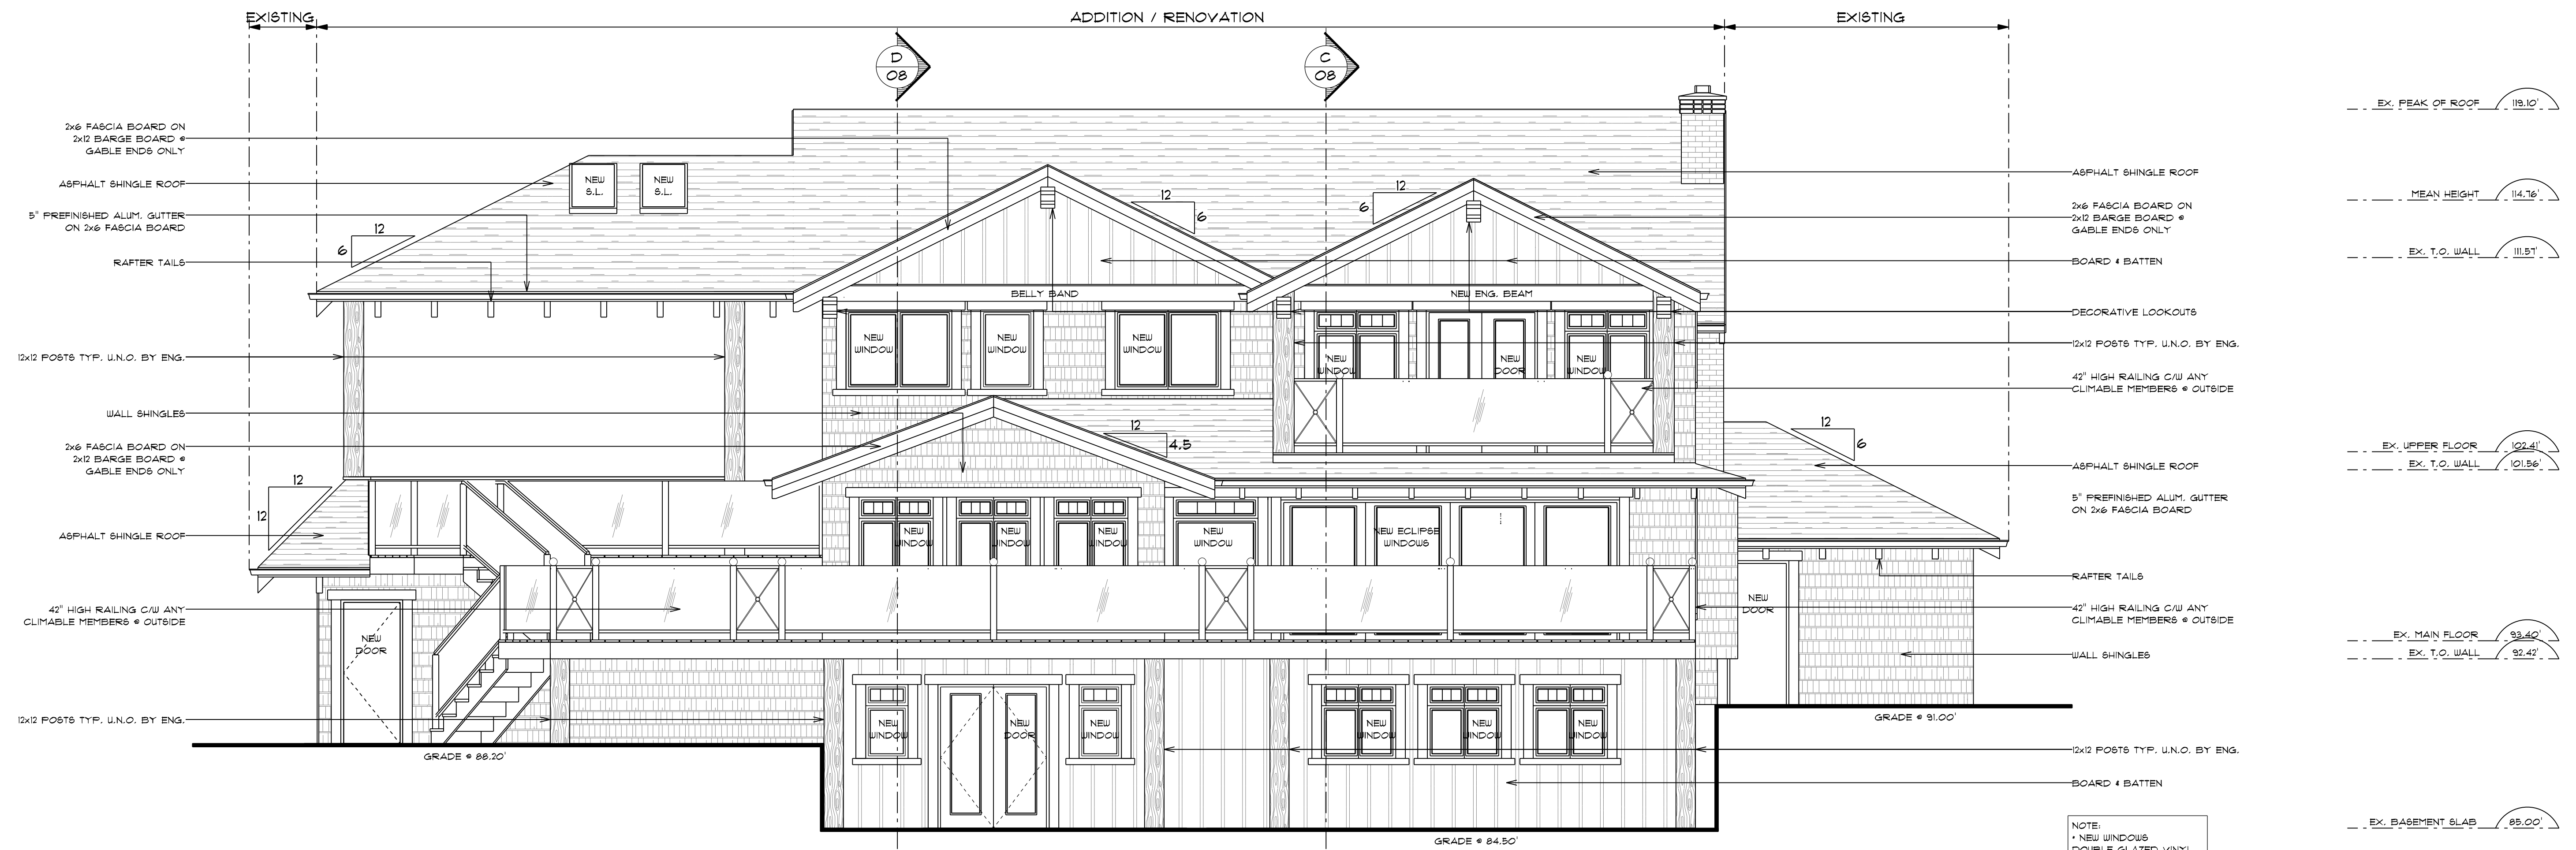 EXISTING
ADDITION / RENOVATION
EXISTING
D
08
C
08
2x6 FASCIA BOARD ON
2x12 BARGE BOARD @
GABLE ENDS ONLY
ASPHALT SHINGLE ROOF
5" PREFINISHED ALUM. GUTTER
ON 2x6 FASCIA BOARD
RAFTER TAILS
12x12 POSTS TYP. U.N.O. BY ENG.
WALL SHINGLES
2x6 FASCIA BOARD ON
2x12 BARGE BOARD @
GABLE ENDS ONLY
ASPHALT SHINGLE ROOF
42" HIGH RAILING C/W ANY
CLIMABLE MEMBERS @ OUTSIDE
12x12 POSTS TYP. U.N.O. BY ENG.
12
6
12
12
NEW
S.L.
NEW
S.L.
12
6
12
6
BELLY BAND
NEW ENG. BEAM
NEW
WINDOW
NEW
WINDOW
NEW
WINDOW
NEW
WINDOW
NEW
DOOR
NEW
WINDOW
12
4.5
12
6
NEW
WINDOW
NEW
WINDOW
NEW
WINDOW
NEW
WINDOW
NEW ECLIPSE
WINDOWS
NEW
DOOR
NEW
DOOR
NEW
WINDOW
NEW
DOOR
NEW
WINDOW
NEW
WINDOW
NEW
WINDOW
NEW
WINDOW
GRADE @ 88.20'
GRADE @ 84.50'
GRADE @ 91.00'
ASPHALT SHINGLE ROOF
2x6 FASCIA BOARD ON
2x12 BARGE BOARD @
GABLE ENDS ONLY
BOARD & BATTEN
DECORATIVE LOOKOUTS
12x12 POSTS TYP. U.N.O. BY ENG.
42" HIGH RAILING C/W ANY
CLIMABLE MEMBERS @ OUTSIDE
ASPHALT SHINGLE ROOF
5" PREFINISHED ALUM. GUTTER
ON 2x6 FASCIA BOARD
RAFTER TAILS
42" HIGH RAILING C/W ANY
CLIMABLE MEMBERS @ OUTSIDE
WALL SHINGLES
12x12 POSTS TYP. U.N.O. BY ENG.
BOARD & BATTEN
NOTE:
* NEW WINDOWS
DOUBLE GLAZED VINYL
EX. PEAK OF ROOF 119.10'
MEAN HEIGHT 114.76'
EX. T.O. WALL 111.57'
EX. UPPER FLOOR 102.41'
EX. T.O. WALL 101.56'
EX. MAIN FLOOR 93.40'
EX. T.O. WALL 92.42'
EX. BASEMENT SLAB 85.00'